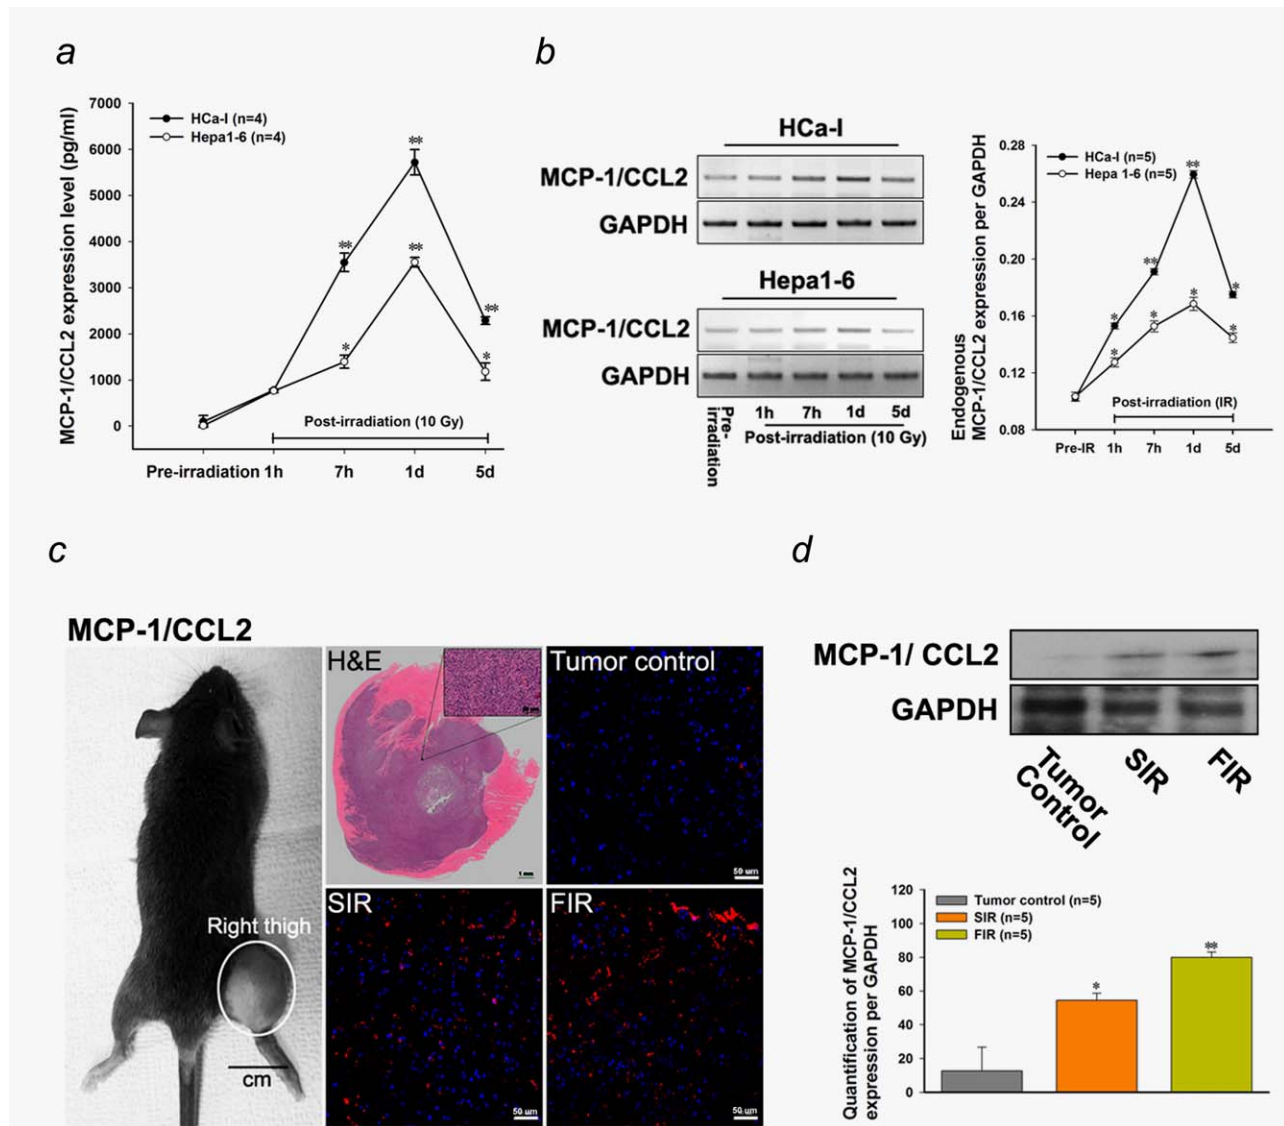 a
MCP-1/CCL2 expression level (pg/ml)
7000
6000
5000
4000
3000
2000
1000
0
HCa-I (n=4)
Hepa1-6 (n=4)
**
**
**
**
*
*
Post-irradiation (10 Gy)
Pre-irradiation 1h 7h 1d 5d
b
HCa-I
MCP-1/CCL2
GAPDH
Hepa1-6
MCP-1/CCL2
GAPDH
Pre-
irradiation
1h 7h 1d 5d
Post-irradiation (10 Gy)
Endogenous
MCP-1/CCL2 expression per GAPDH
0.28
0.24
0.20
0.16
0.12
0.08
HCa-I (n=5)
Hepa 1-6 (n=5)
**
**
*
*
*
*
*
*
Post-irradiation (IR)
Pre-IR 1h 7h 1d 5d
c
MCP-1/CCL2
Right thigh
cm
H&E
1 mm
Tumor control
50 um
SIR
50 um
FIR
50 um
d
MCP-1/ CCL2
GAPDH
Tumor
Control
SIR
FIR
Quantification of MCP-1/CCL2
expression per GAPDH
120
100
80
60
40
20
0
Tumor control (n=5)
SIR (n=5)
FIR (n=5)
*
**